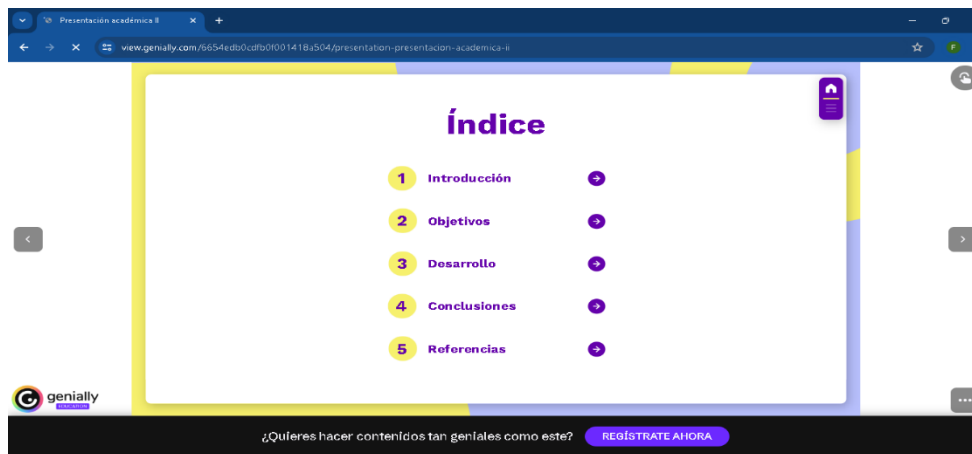 Presentación académica II
view.genially.com/6654edb0cdfb0f001418a504/presentation-presentacion-academica-ii
F
Índice
1 Introducción
2 Objetivos
3 Desarrollo
4 Conclusiones
5 Referencias
genially
EDUCATION
¿Quieres hacer contenidos tan geniales como este? REGÍSTRATE AHORA